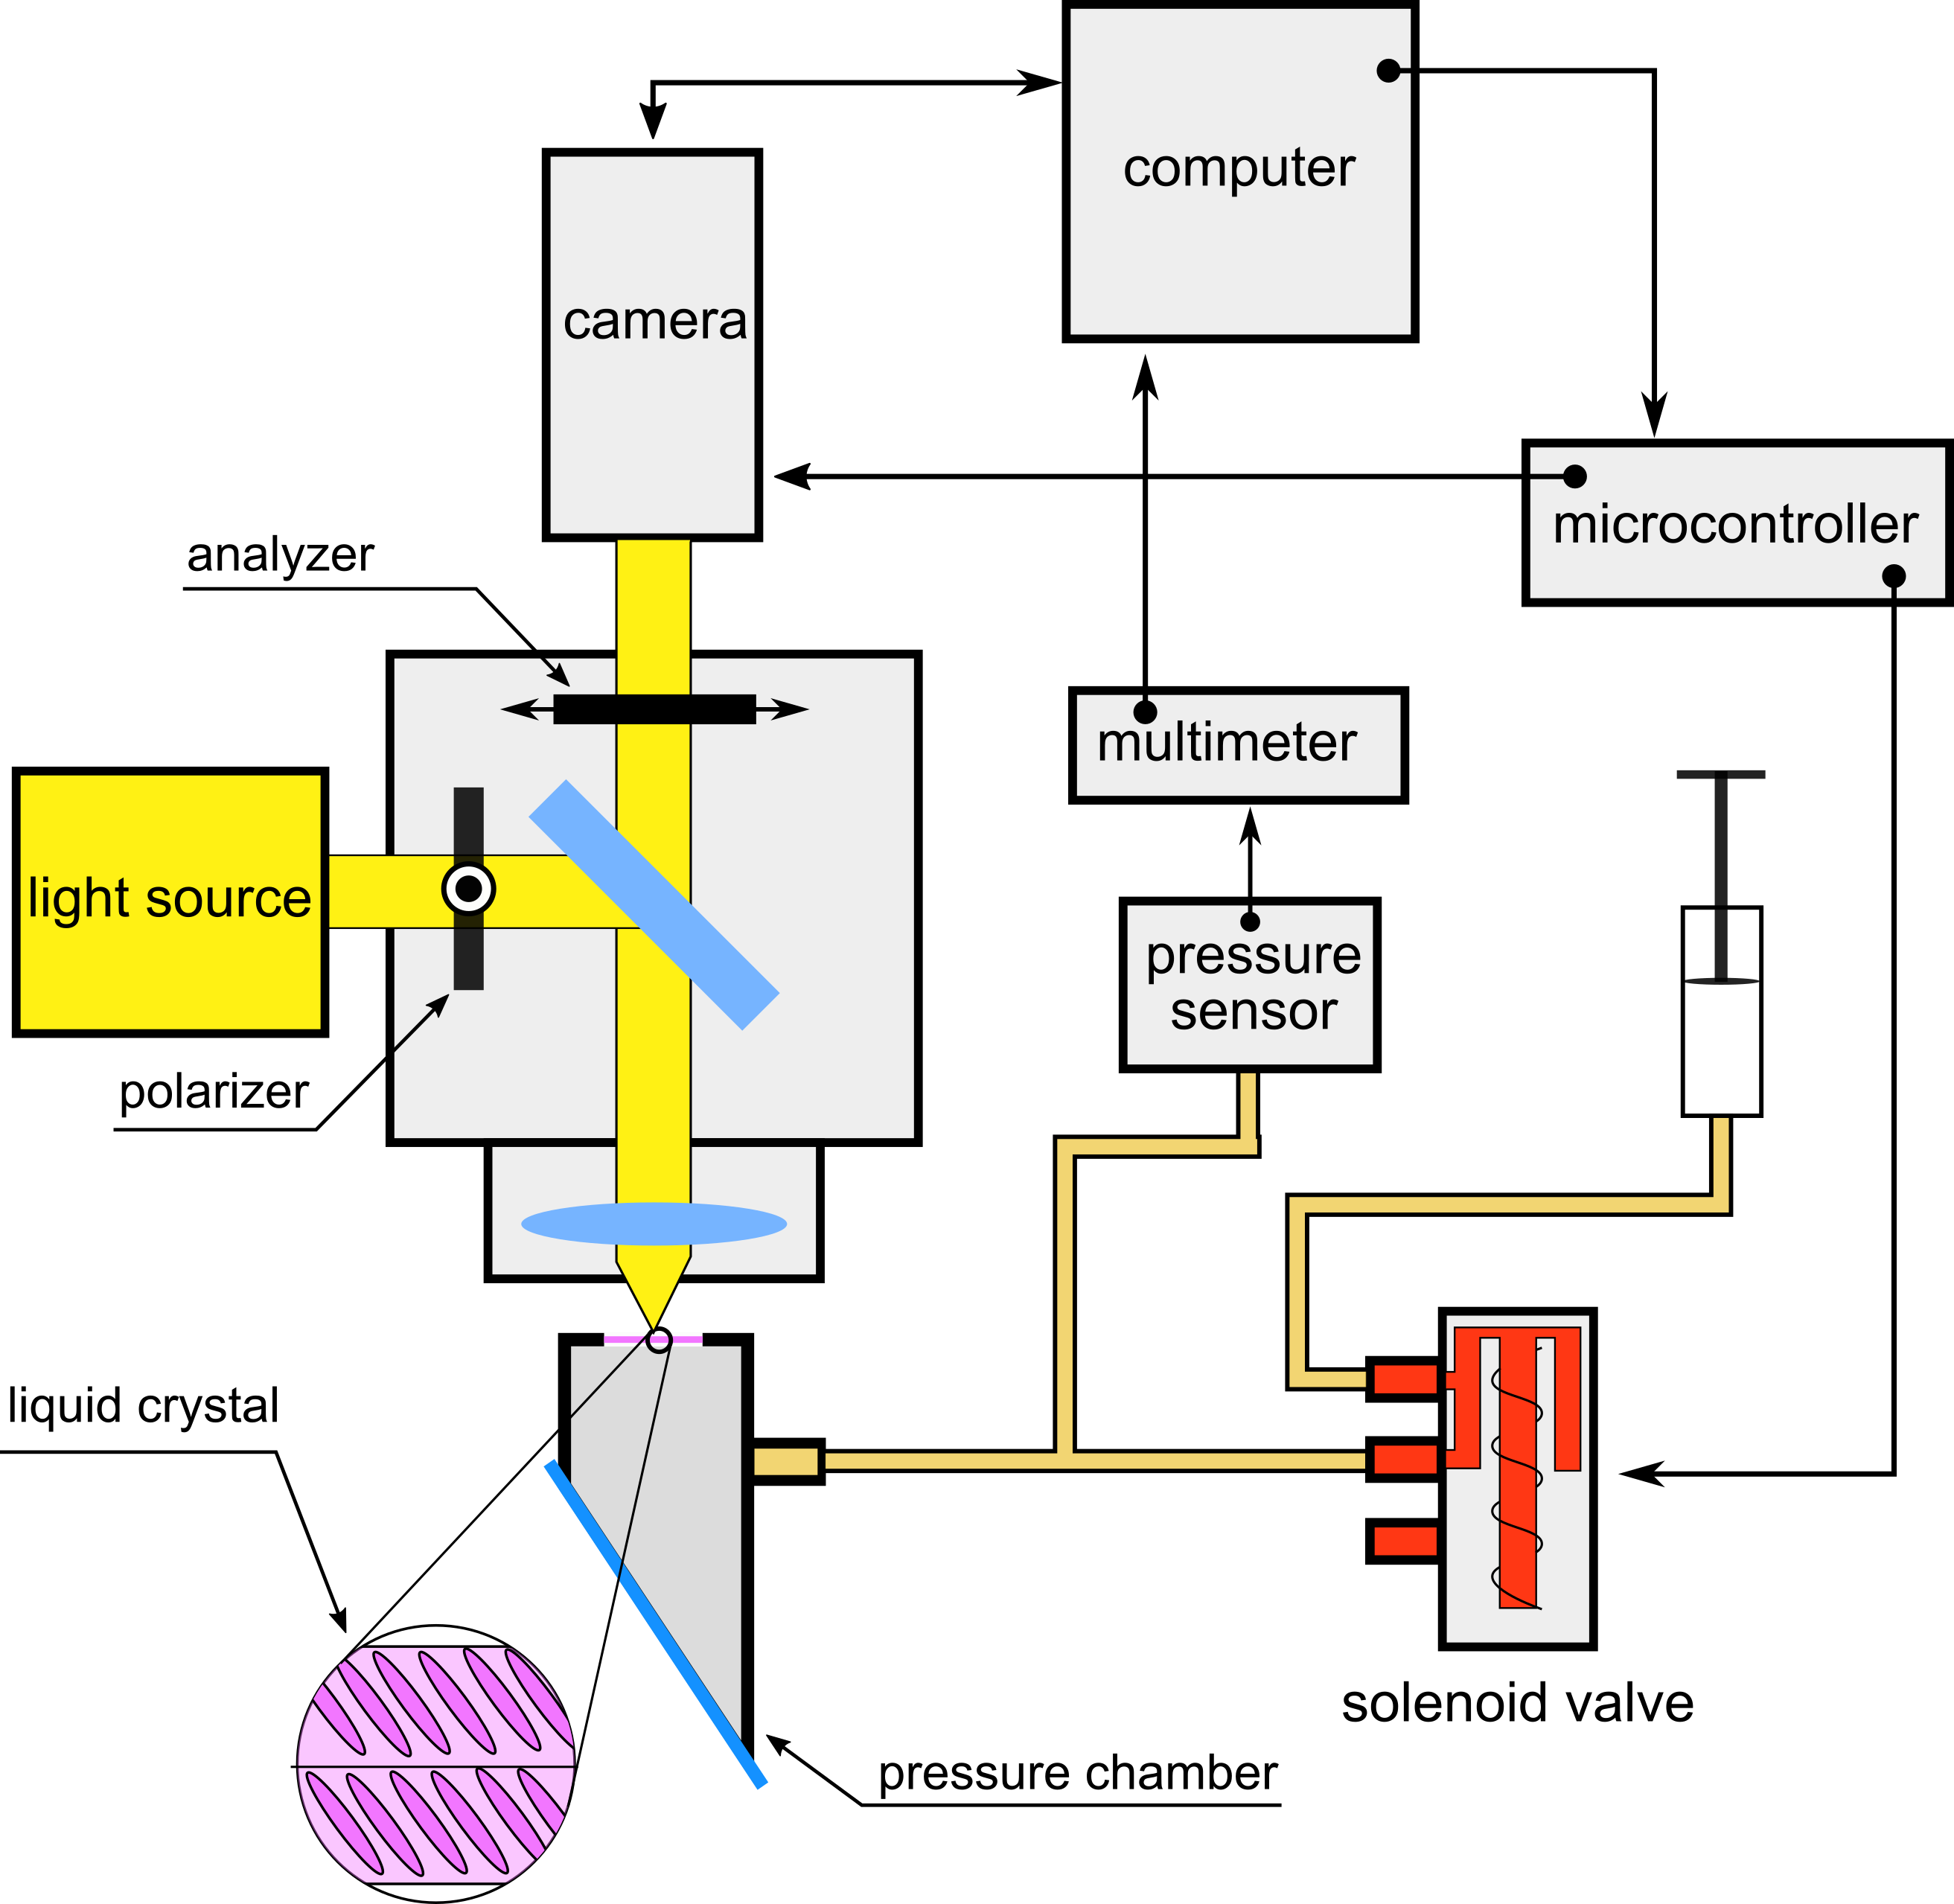 computer
camera
microcontroller
analyzer
multimeter
light source
pressure
sensor
polarizer
liquid crystal
solenoid valve
pressure chamber